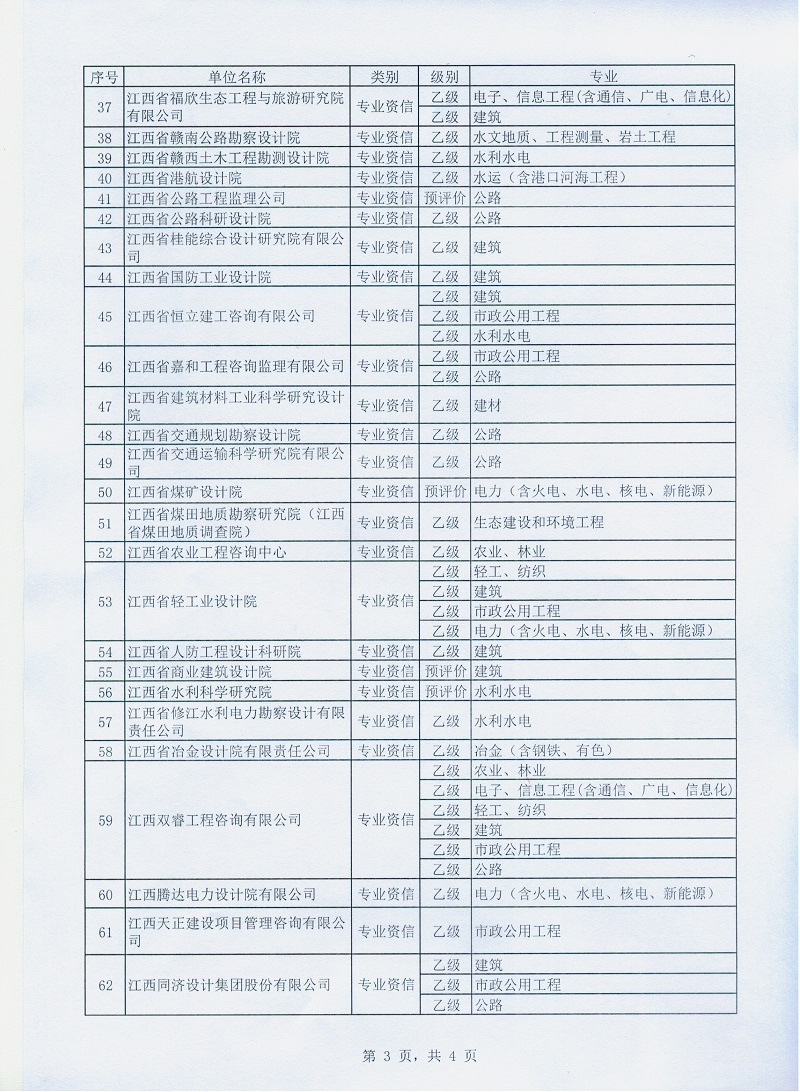 序号 单位名称 类别 级别 专业
37 江西省福欣生态工程与旅游研究院有限公司 专业资信 乙级 电子、信息工程(含通信、广电、信息化)
乙级 建筑
38 江西省赣南公路勘察设计院 专业资信 乙级 水文地质、工程测量、岩土工程
39 江西省赣西土木工程勘测设计院 专业资信 乙级 水利水电
40 江西省港航设计院 专业资信 乙级 水运（含港口河海工程）
41 江西省公路工程监理公司 专业资信 预评价 公路
42 江西省公路科研设计院 专业资信 乙级 公路
43 江西省桂能综合设计研究院有限公司 专业资信 乙级 建筑
44 江西省国防工业设计院 专业资信 乙级 建筑
45 江西省恒立建工咨询有限公司 专业资信 乙级 建筑
乙级 市政公用工程
乙级 水利水电
46 江西省嘉和工程咨询监理有限公司 专业资信 乙级 市政公用工程
乙级 公路
47 江西省建筑材料工业科学研究设计院 专业资信 乙级 建材
48 江西省交通规划勘察设计院 专业资信 乙级 公路
49 江西省交通运输科学研究院有限公司 专业资信 乙级 公路
50 江西省煤矿设计院 专业资信 预评价 电力（含火电、水电、核电、新能源）
51 江西省煤田地质勘察研究院（江西省煤田地质调查院） 专业资信 乙级 生态建设和环境工程
52 江西省农业工程咨询中心 专业资信 乙级 农业、林业
53 江西省轻工业设计院 专业资信 乙级 轻工、纺织
乙级 建筑
乙级 市政公用工程
乙级 电力（含火电、水电、核电、新能源）
54 江西省人防工程设计科研院 专业资信 乙级 建筑
55 江西省商业建筑设计院 专业资信 预评价 建筑
56 江西省水利科学研究院 专业资信 预评价 水利水电
57 江西省修江水利电力勘察设计有限责任公司 专业资信 乙级 水利水电
58 江西省冶金设计院有限责任公司 专业资信 乙级 冶金（含钢铁、有色）
59 江西双睿工程咨询有限公司 专业资信 乙级 农业、林业
乙级 电子、信息工程(含通信、广电、信息化)
乙级 轻工、纺织
乙级 建筑
乙级 市政公用工程
乙级 公路
60 江西腾达电力设计院有限公司 专业资信 乙级 电力（含火电、水电、核电、新能源）
61 江西天正建设项目管理咨询有限公司 专业资信 乙级 市政公用工程
62 江西同济设计集团股份有限公司 专业资信 乙级 建筑
乙级 市政公用工程
乙级 公路
第 3 页，共 4 页